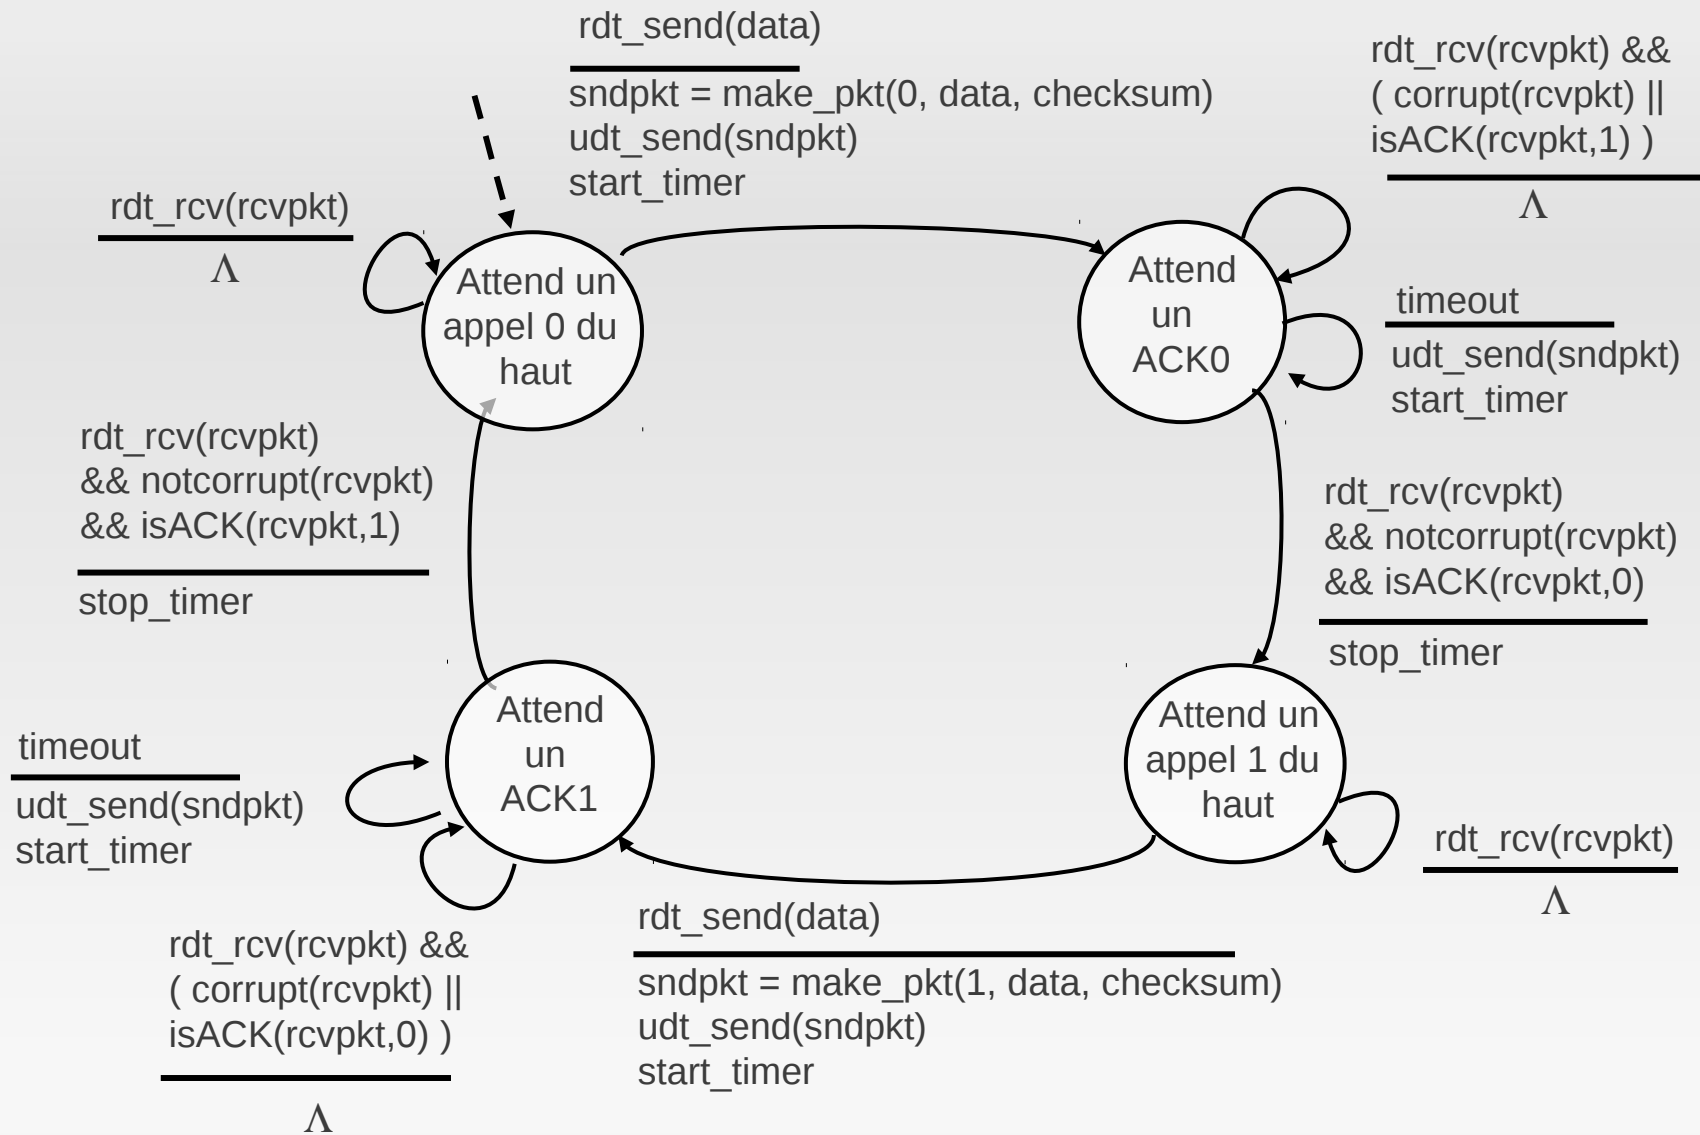 rdt_send(data)
sndpkt = make_pkt(0, data, checksum)
udt_send(sndpkt)
start_timer
rdt_rcv(rcvpkt) &&
( corrupt(rcvpkt) ||
isACK(rcvpkt,1) )
Λ
rdt_rcv(rcvpkt)
Λ
Attend un
appel 0 du
haut
Attend
un
ACK0
timeout
udt_send(sndpkt)
start_timer
rdt_rcv(rcvpkt)
&& notcorrupt(rcvpkt)
&& isACK(rcvpkt,1)
stop_timer
rdt_rcv(rcvpkt)
&& notcorrupt(rcvpkt)
&& isACK(rcvpkt,0)
stop_timer
Attend
un
ACK1
Attend un
appel 1 du
haut
timeout
udt_send(sndpkt)
start_timer
rdt_rcv(rcvpkt)
Λ
rdt_rcv(rcvpkt) &&
( corrupt(rcvpkt) ||
isACK(rcvpkt,0) )
Λ
rdt_send(data)
sndpkt = make_pkt(1, data, checksum)
udt_send(sndpkt)
start_timer